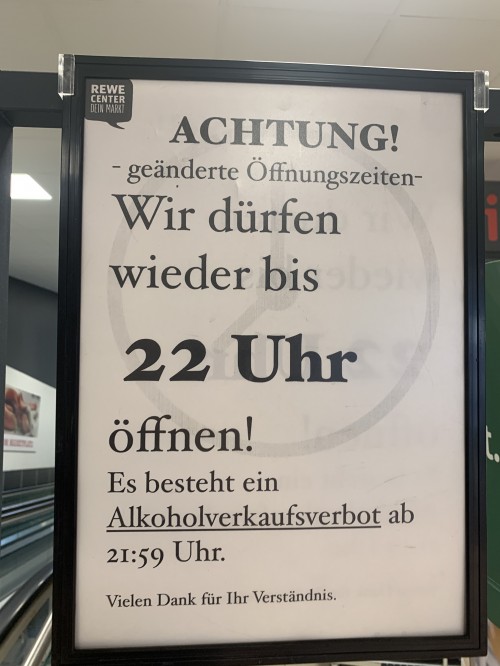 REWE
CENTER
DEIN MARKT
ACHTUNG!
- geänderte Öffnungszeiten-
Wir dürfen
wieder bis
22 Uhr
öffnen!
Es besteht ein
Alkoholverkaufsverbot ab
21:59 Uhr.
Vielen Dank für Ihr Verständnis.